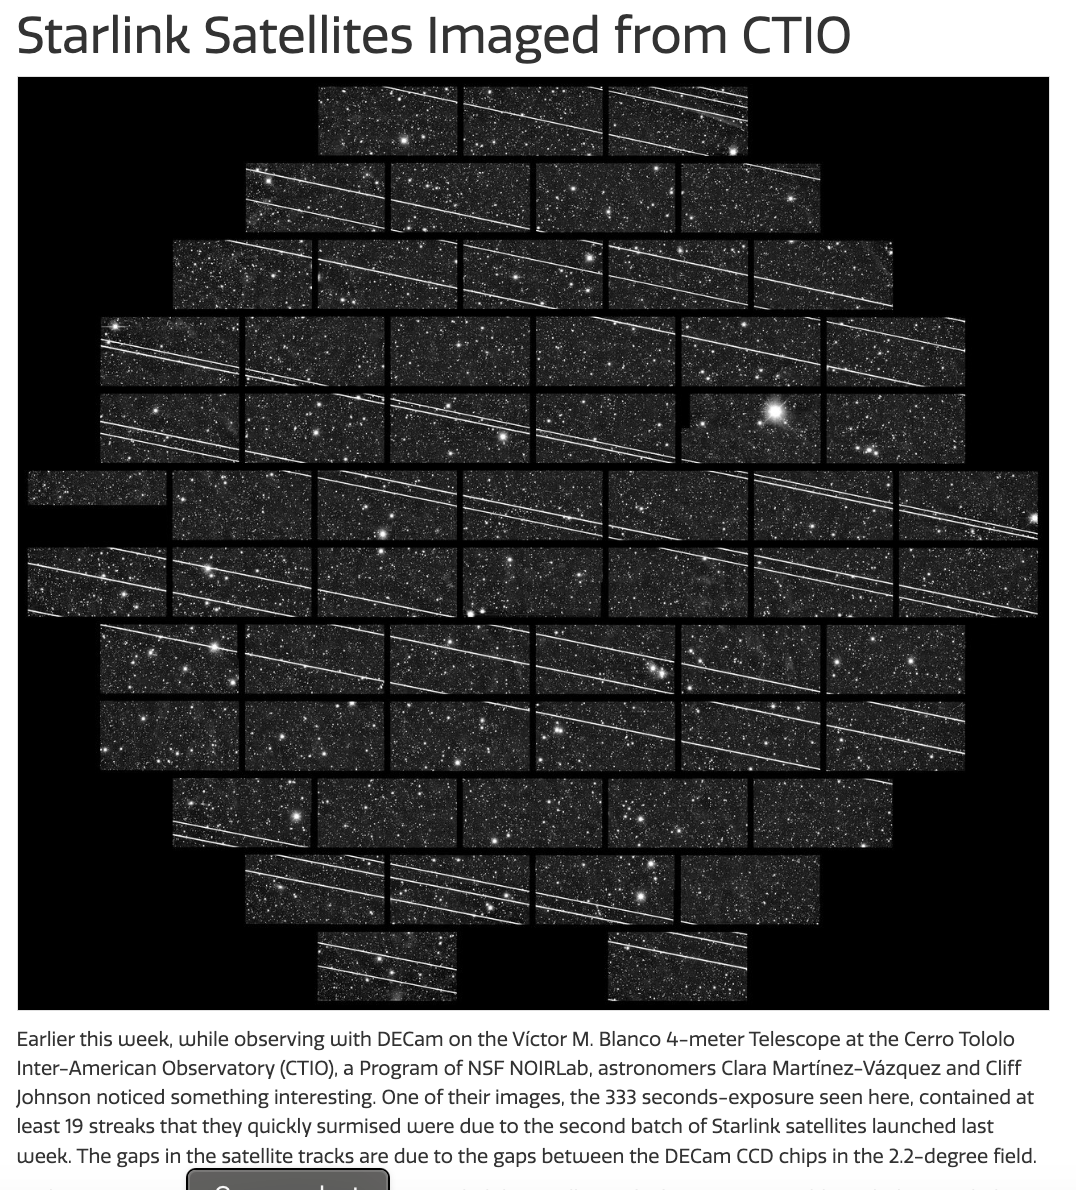 Starlink Satellites Imaged from CTIO
Earlier this week, while observing with DECam on the Víctor M. Blanco 4-meter Telescope at the Cerro Tololo
Inter-American Observatory (CTIO), a Program of NSF NOIRLab, astronomers Clara Martínez-Vázquez and Cliff
Johnson noticed something interesting. One of their images, the 333 seconds-exposure seen here, contained at
least 19 streaks that they quickly surmised were due to the second batch of Starlink satellites launched last
week. The gaps in the satellite tracks are due to the gaps between the DECam CCD chips in the 2.2-degree field.